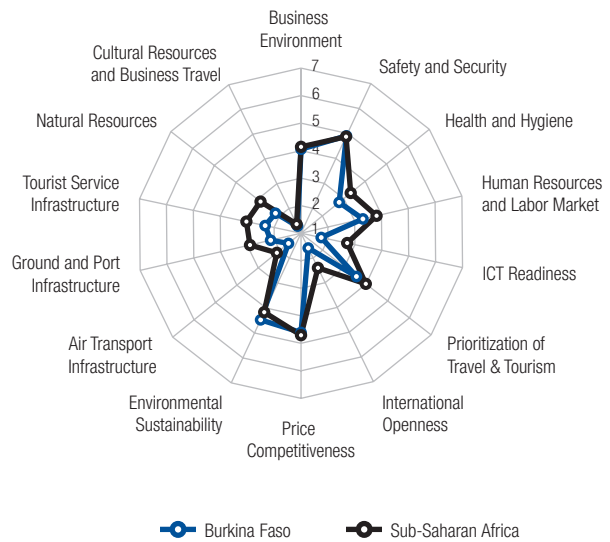 Business
Environment
Cultural Resources
and Business Travel
Safety and Security
Natural Resources
Health and Hygiene
Tourist Service
Infrastructure
Human Resources
and Labor Market
Ground and Port
Infrastructure
ICT Readiness
Air Transport
Infrastructure
Prioritization of
Travel & Tourism
Environmental
Sustainability
International
Openness
Price
Competitiveness
7
6
5
4
3
2
1
Burkina Faso
Sub-Saharan Africa